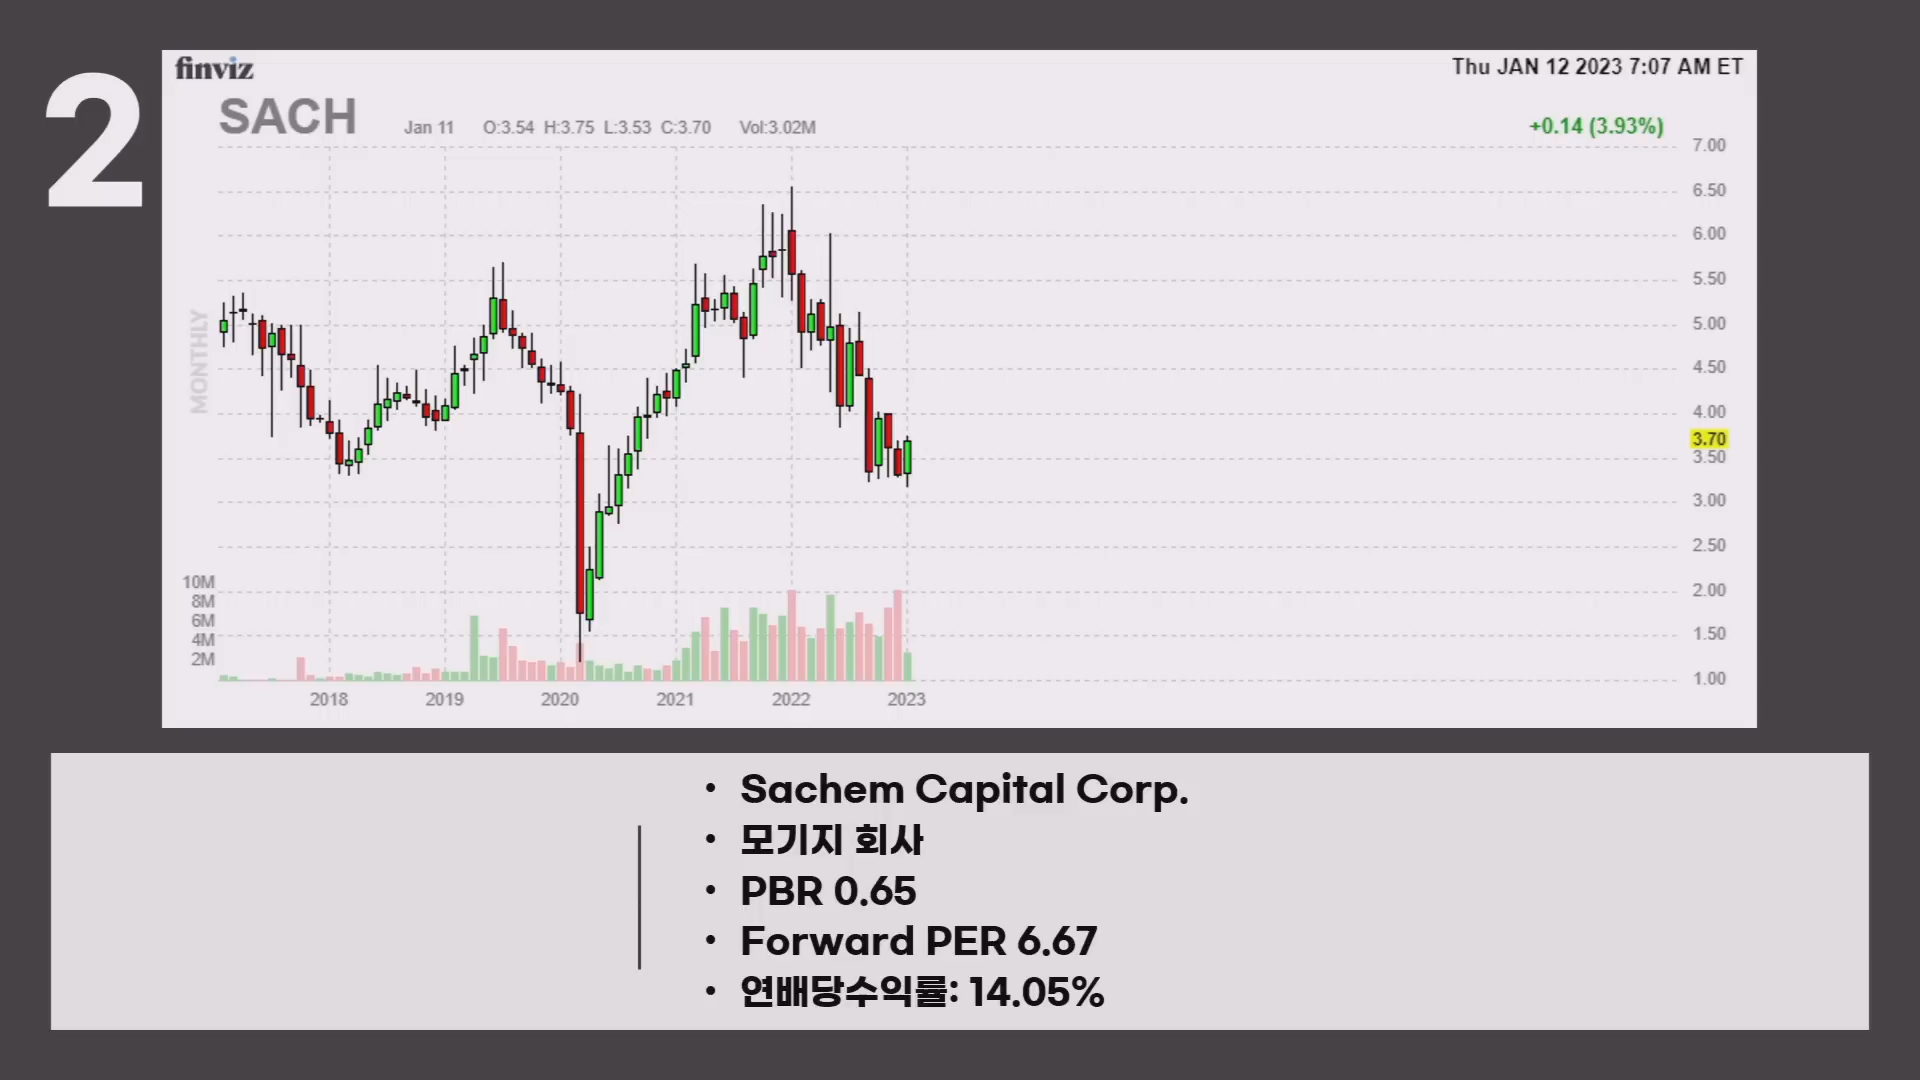 2
finviz
Thu JAN 12 2023 7:07 AM ET
SACH
Jan 11 O:3.54 H:3.75 L:3.53 C:3.70 Vol:3.02M
+0.14 (3.93%)
7.00
6.50
6.00
5.50
5.00
4.50
4.00
3.70
3.50
3.00
2.50
2.00
1.50
1.00
MONTHLY
10M
8M
6M
4M
2M
2018 2019 2020 2021 2022 2023
• Sachem Capital Corp.
• 모기지 회사
• PBR 0.65
• Forward PER 6.67
• 연배당수익률: 14.05%